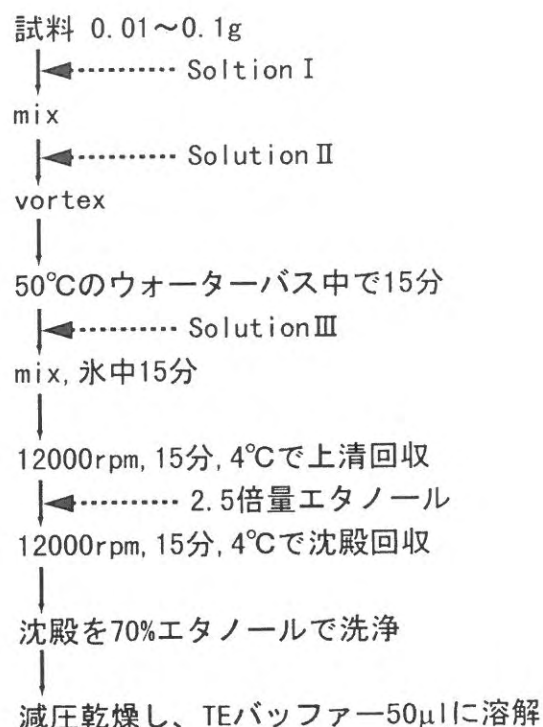 試料 0.01～0.1g
Soltion Ⅰ
mix
Solution Ⅱ
vortex
50℃のウォーターバス中で15分
Solution Ⅲ
mix, 氷中15分
12000rpm, 15分, 4℃で上清回収
2.5倍量エタノール
12000rpm, 15分, 4℃で沈殿回収
沈殿を70%エタノールで洗浄
減圧乾燥し、TEバッファー50μlに溶解